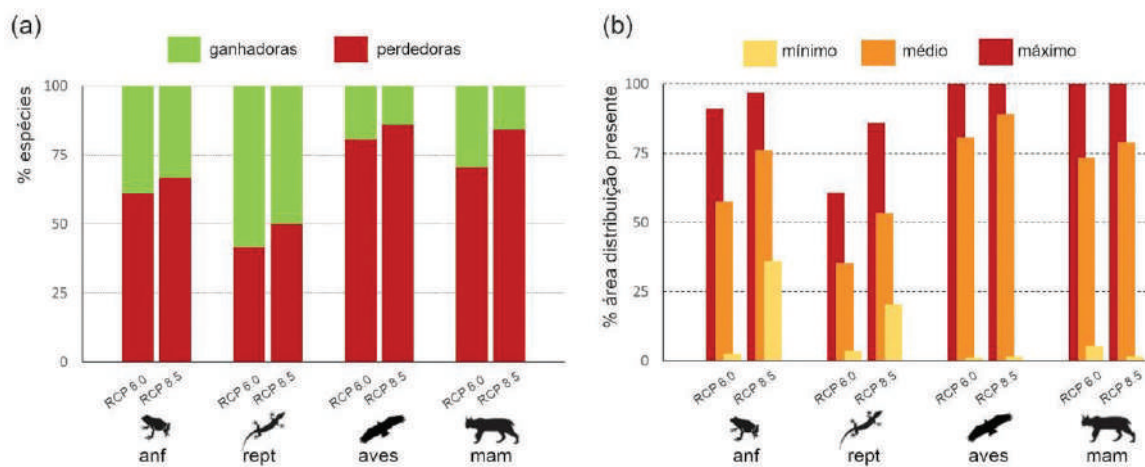 (a)
ganhadoras perdedoras
% espécies
100
75
50
25
0
RCP 6.0 RCP 8.5 RCP 6.0 RCP 8.5 RCP 6.0 RCP 8.5 RCP 6.0 RCP 8.5
anf rept aves mam
(b)
mínimo médio máximo
% área distribuição presente
100
75
50
25
0
RCP 6.0 RCP 8.5 RCP 6.0 RCP 8.5 RCP 6.0 RCP 8.5 RCP 6.0 RCP 8.5
anf rept aves mam